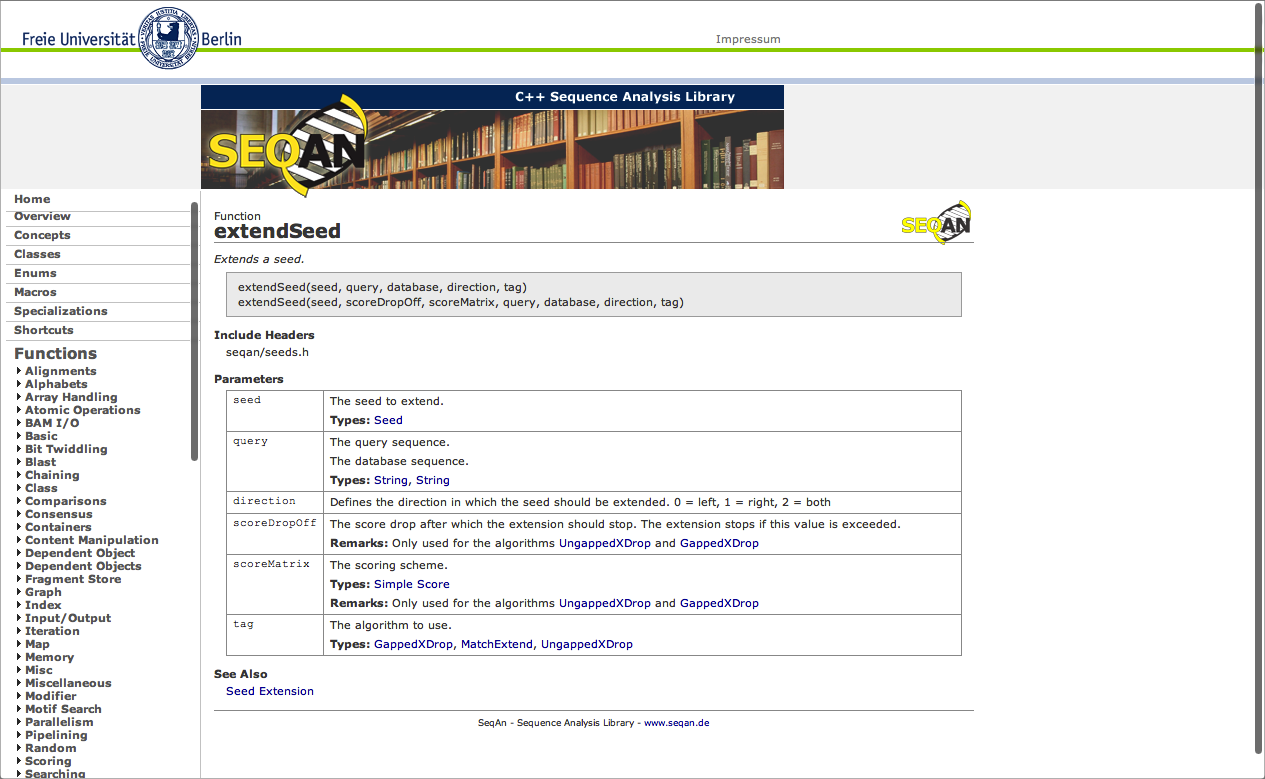 Freie Universität Berlin
Impressum
C++ Sequence Analysis Library
SEQAN
Home
Overview
Concepts
Classes
Enums
Macros
Specializations
Shortcuts
Functions
Alignments
Alphabets
Array Handling
Atomic Operations
BAM I/O
Basic
Bit Twiddling
Blast
Chaining
Class
Comparisons
Consensus
Containers
Content Manipulation
Dependent Object
Dependent Objects
Fragment Store
Graph
Index
Input/Output
Iteration
Map
Memory
Misc
Miscellaneous
Modifier
Motif Search
Parallelism
Pipelining
Random
Scoring
Searching
Function
extendSeed
SEQAN
Extends a seed.
extendSeed(seed, query, database, direction, tag)
extendSeed(seed, scoreDropOff, scoreMatrix, query, database, direction, tag)
Include Headers
seqan/seeds.h
Parameters
seed
The seed to extend.
Types: Seed
query
The query sequence.
The database sequence.
Types: String, String
direction
Defines the direction in which the seed should be extended. 0 = left, 1 = right, 2 = both
scoreDropOff
The score drop after which the extension should stop. The extension stops if this value is exceeded.
Remarks: Only used for the algorithms UngappedXDrop and GappedXDrop
scoreMatrix
The scoring scheme.
Types: Simple Score
Remarks: Only used for the algorithms UngappedXDrop and GappedXDrop
tag
The algorithm to use.
Types: GappedXDrop, MatchExtend, UngappedXDrop
See Also
Seed Extension
SeqAn - Sequence Analysis Library - www.seqan.de